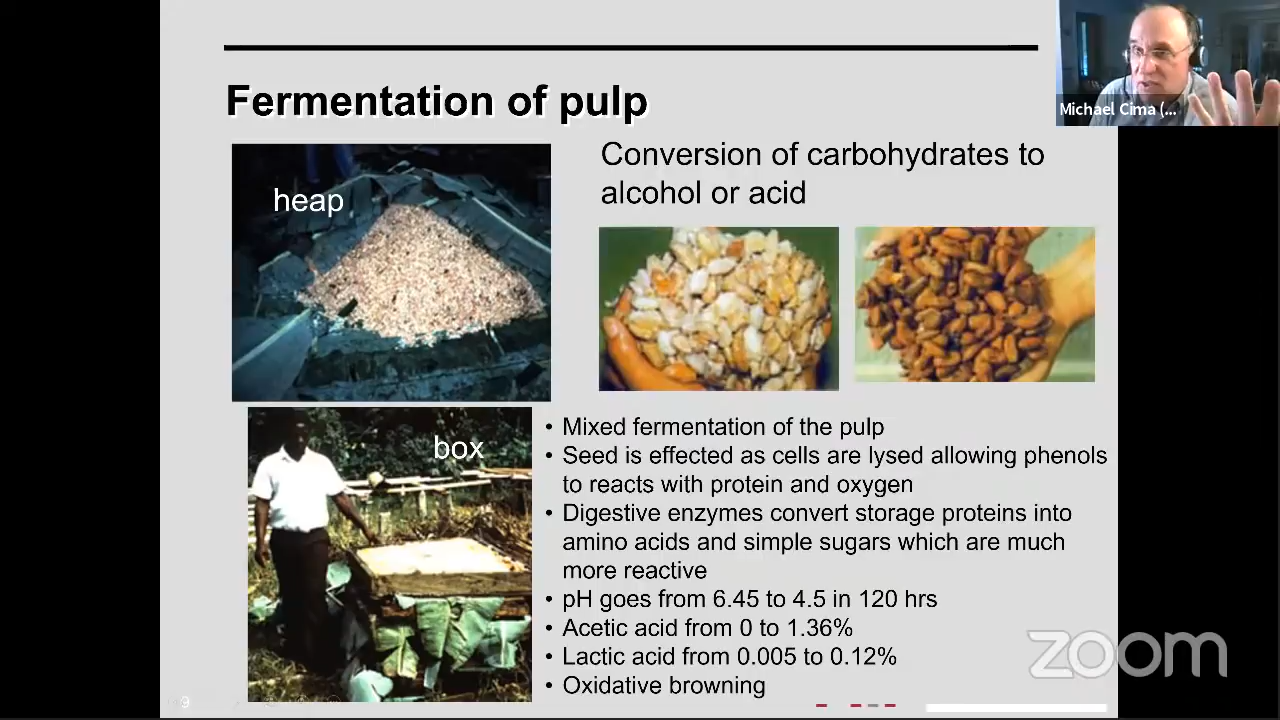 Fermentation of pulp
Michael Cima (...
heap
Conversion of carbohydrates to
alcohol or acid
box
• Mixed fermentation of the pulp
• Seed is effected as cells are lysed allowing phenols
to reacts with protein and oxygen
• Digestive enzymes convert storage proteins into
amino acids and simple sugars which are much
more reactive
• pH goes from 6.45 to 4.5 in 120 hrs
• Acetic acid from 0 to 1.36%
• Lactic acid from 0.005 to 0.12%
• Oxidative browning
zoom
9